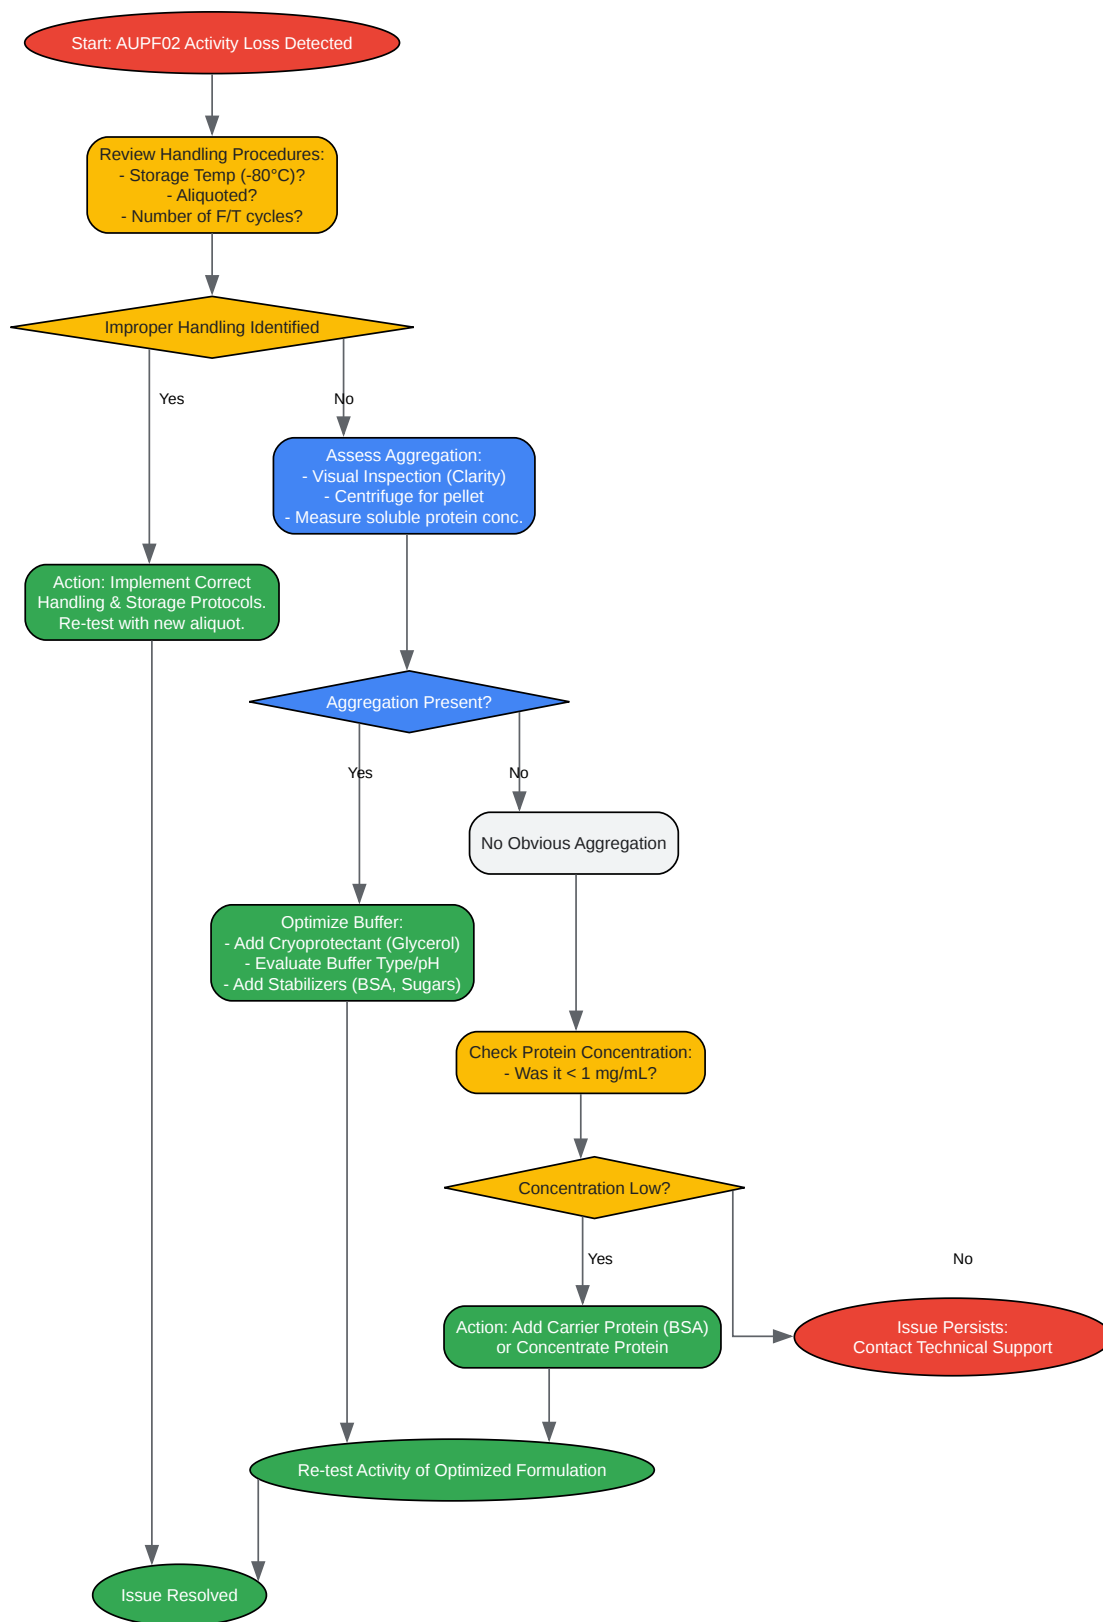 Start: AUPF02 Activity Loss Detected
Review Handling Procedures:
- Storage Temp (-80°C)?
- Aliquoted?
- Number of F/T cycles?
Improper Handling Identified
Yes
No
Assess Aggregation:
- Visual Inspection (Clarity)
- Centrifuge for pellet
- Measure soluble protein conc.
Action: Implement Correct
Handling & Storage Protocols.
Re-test with new aliquot.
Aggregation Present?
Yes
No
No Obvious Aggregation
Optimize Buffer:
- Add Cryoprotectant (Glycerol)
- Evaluate Buffer Type/pH
- Add Stabilizers (BSA, Sugars)
Check Protein Concentration:
- Was it < 1 mg/mL?
Concentration Low?
Yes
No
Action: Add Carrier Protein (BSA)
or Concentrate Protein
Issue Persists:
Contact Technical Support
Re-test Activity of Optimized Formulation
Issue Resolved